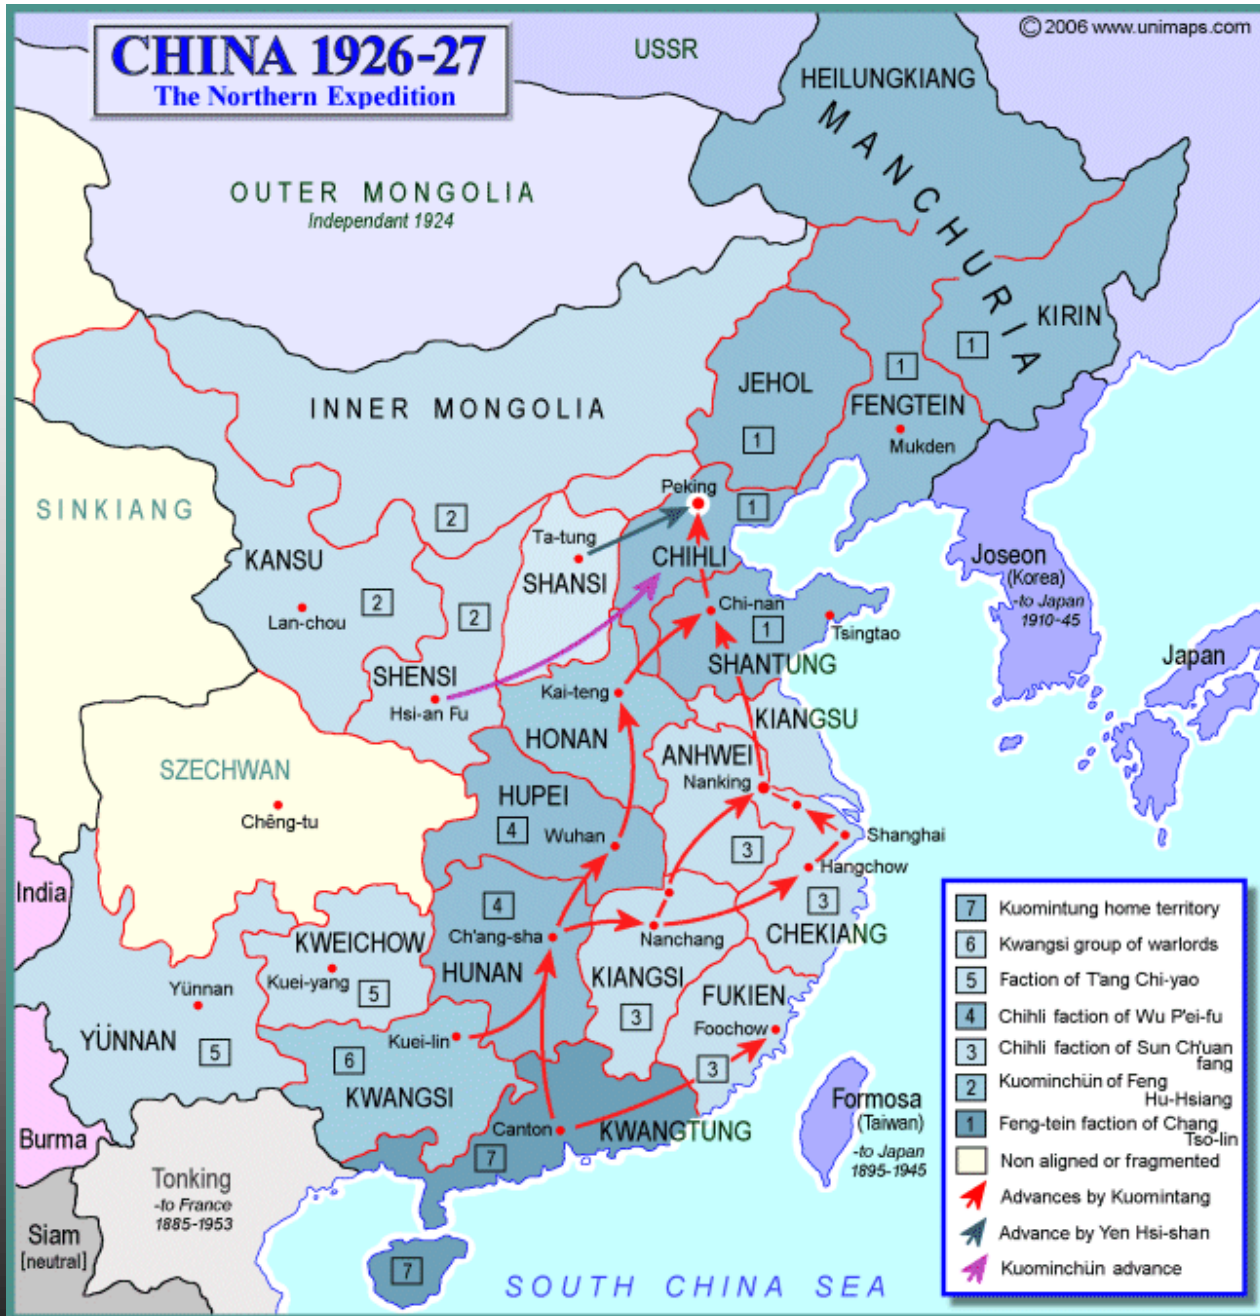 © 2006 www.unimaps.com
CHINA 1926-27
The Northern Expedition
USSR
HEILUNGKIANG
MANCHURIA
OUTER MONGOLIA
Independant 1924
KIRIN
1
JEHOL
1
FENGTEIN
INNER MONGOLIA
1
Mukden
Peking
1
SINKIANG
2
Ta-tung
KANSU
CHIHLI
SHANSI
Joseon
(Korea)
-to Japan
1910-45
2
Lan-chou
2
Chi-nan
1
Tsingtao
SHANTUNG
Japan
SHENSI
Hsi-an Fu
Kai-teng
KIANGSU
HONAN
ANHWEI
SZECHWAN
Nanking
HUPEI
Chêng-tu
4
Wuhan
Shanghai
3
Hangchow
India
4
3
KWEICHOW
Ch'ang-sha
Nanchang
CHEKIANG
HUNAN
Kuei-yang
5
KIANGSI
FUKIEN
Yünnan
3
Foochow
YÜNNAN
5
Kuei-lin
6
KWANGSI
3
Formosa
(Taiwan)
-to Japan
1895-1945
Canton
KWANGTUNG
Burma
7
Tonking
-to France
1885-1953
Siam
[neutral]
7
SOUTH CHINA SEA
7 Kuomintung home territory
6 Kwangsi group of warlords
5 Faction of T'ang Chi-yao
4 Chihli faction of Wu P'ei-fu
3 Chihli faction of Sun Ch'uan
fang
2 Kuominchün of Feng
Hu-Hsiang
1 Feng-tein faction of Chang
Tso-lin
Non aligned or fragmented
Advances by Kuomintang
Advance by Yen Hsi-shan
Kuominchün advance